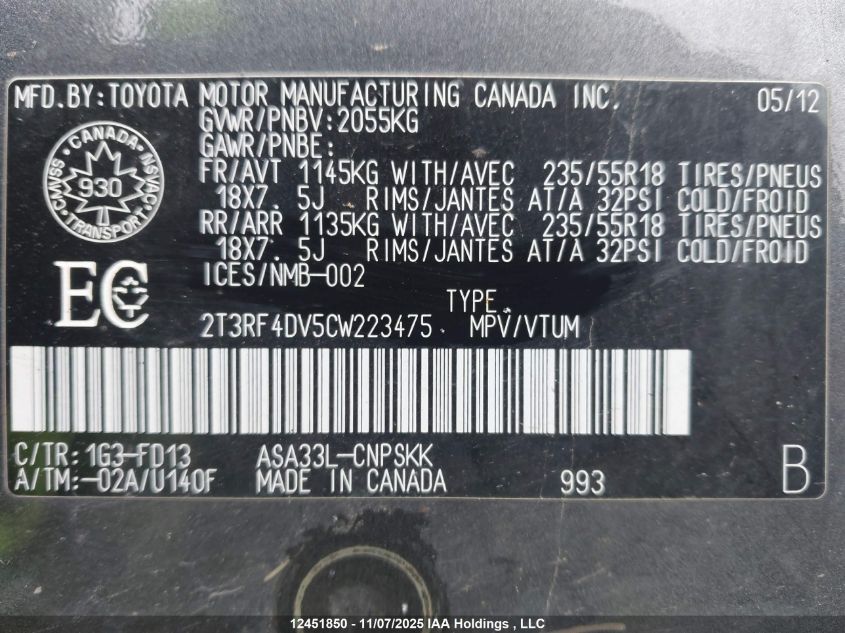 MFD.BY:TOYOTA MOTOR MANUFACTURING CANADA INC. 05/12
GVWR/PNBV:2055KG
GAWR/PNBE:
FR/AVT 1145KG WITH/AVEC 235/55R18 TIRES/PNEUS
18X7. 5J RIMS/JANTES AT/A 32PSI COLD/FROID
RR/ARR 1135KG WITH/AVEC 235/55R18 TIRES/PNEUS
18X7. 5J RIMS/JANTES AT/A 32PSI COLD/FROID
ICES/NMB-002
CANADA
CMVSS
NSVAC
930
TRANSPORT
EC
TYPE
2T3RF4DV5CW223475 MPV/VTUM
C/TR: 1G3-FD13 ASA33L-CNPSKK
A/TM:-02A/U140F MADE IN CANADA 993 B
12451850 - 11/07/2025 IAA Holdings , LLC